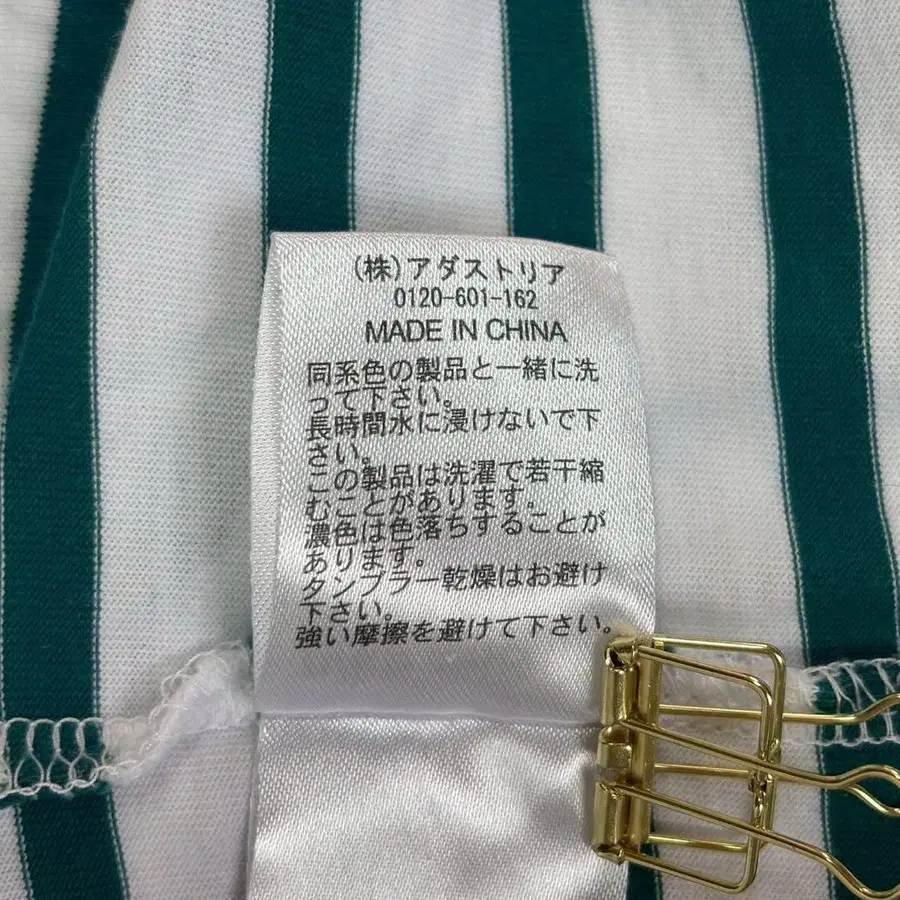 (株)アダストリア
0120-601-162
MADE IN CHINA
同系色の製品と一緒に洗
って下さい。
長時間水に浸けないで下
さい。
この製品は洗濯で若干縮
むことがあります。
濃色は色落ちすることが
あります。
タンブラー乾燥はお避け
下さい。
強い摩擦を避けて下さい。